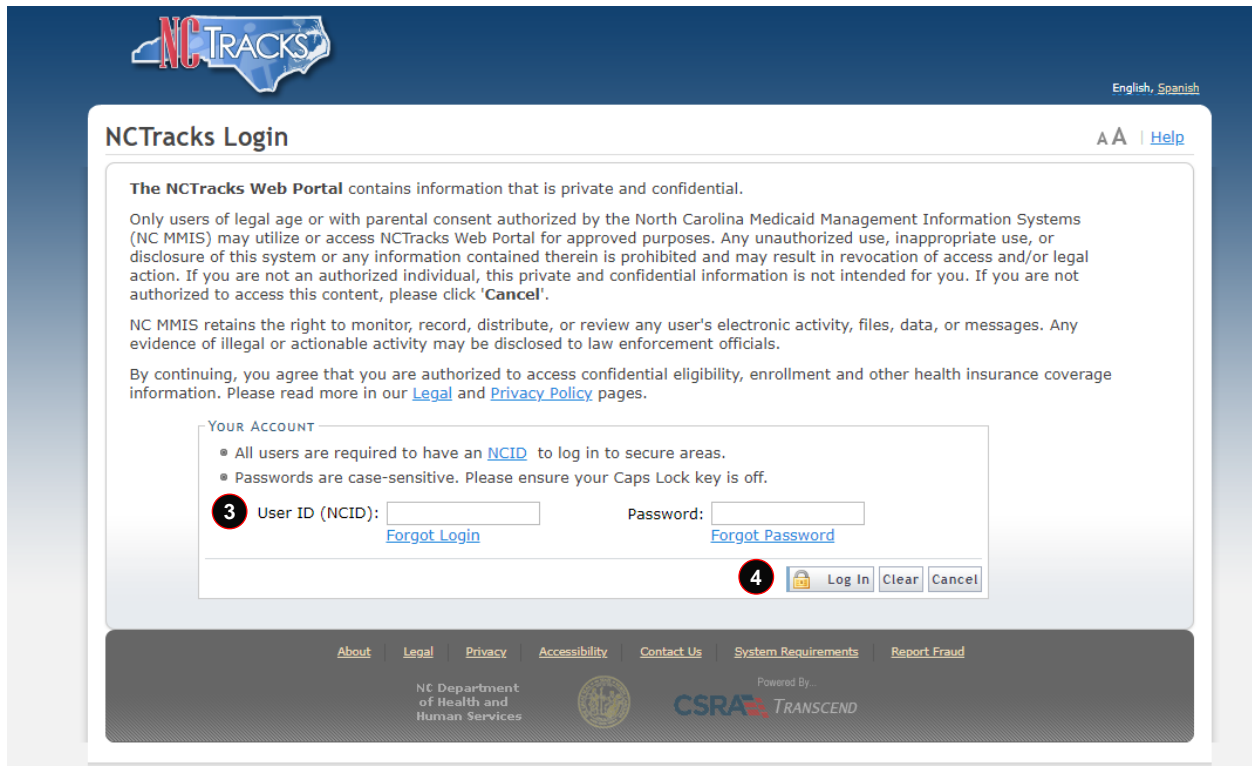 NCTRACKS
English, Spanish
NCTracks Login
A A | Help
The NCTracks Web Portal contains information that is private and confidential.
Only users of legal age or with parental consent authorized by the North Carolina Medicaid Management Information Systems
(NC MMIS) may utilize or access NCTracks Web Portal for approved purposes. Any unauthorized use, inappropriate use, or
disclosure of this system or any information contained therein is prohibited and may result in revocation of access and/or legal
action. If you are not an authorized individual, this private and confidential information is not intended for you. If you are not
authorized to access this content, please click 'Cancel'.
NC MMIS retains the right to monitor, record, distribute, or review any user's electronic activity, files, data, or messages. Any
evidence of illegal or actionable activity may be disclosed to law enforcement officials.
By continuing, you agree that you are authorized to access confidential eligibility, enrollment and other health insurance coverage
information. Please read more in our Legal and Privacy Policy pages.
YOUR ACCOUNT
All users are required to have an NCID to log in to secure areas.
Passwords are case-sensitive. Please ensure your Caps Lock key is off.
3 User ID (NCID): Password:
Forgot Login Forgot Password
4 Log In Clear Cancel
About Legal Privacy Accessibility Contact Us System Requirements Report Fraud
NC Department
of Health and
Human Services
Powered By...
CSRA TRANSCEND